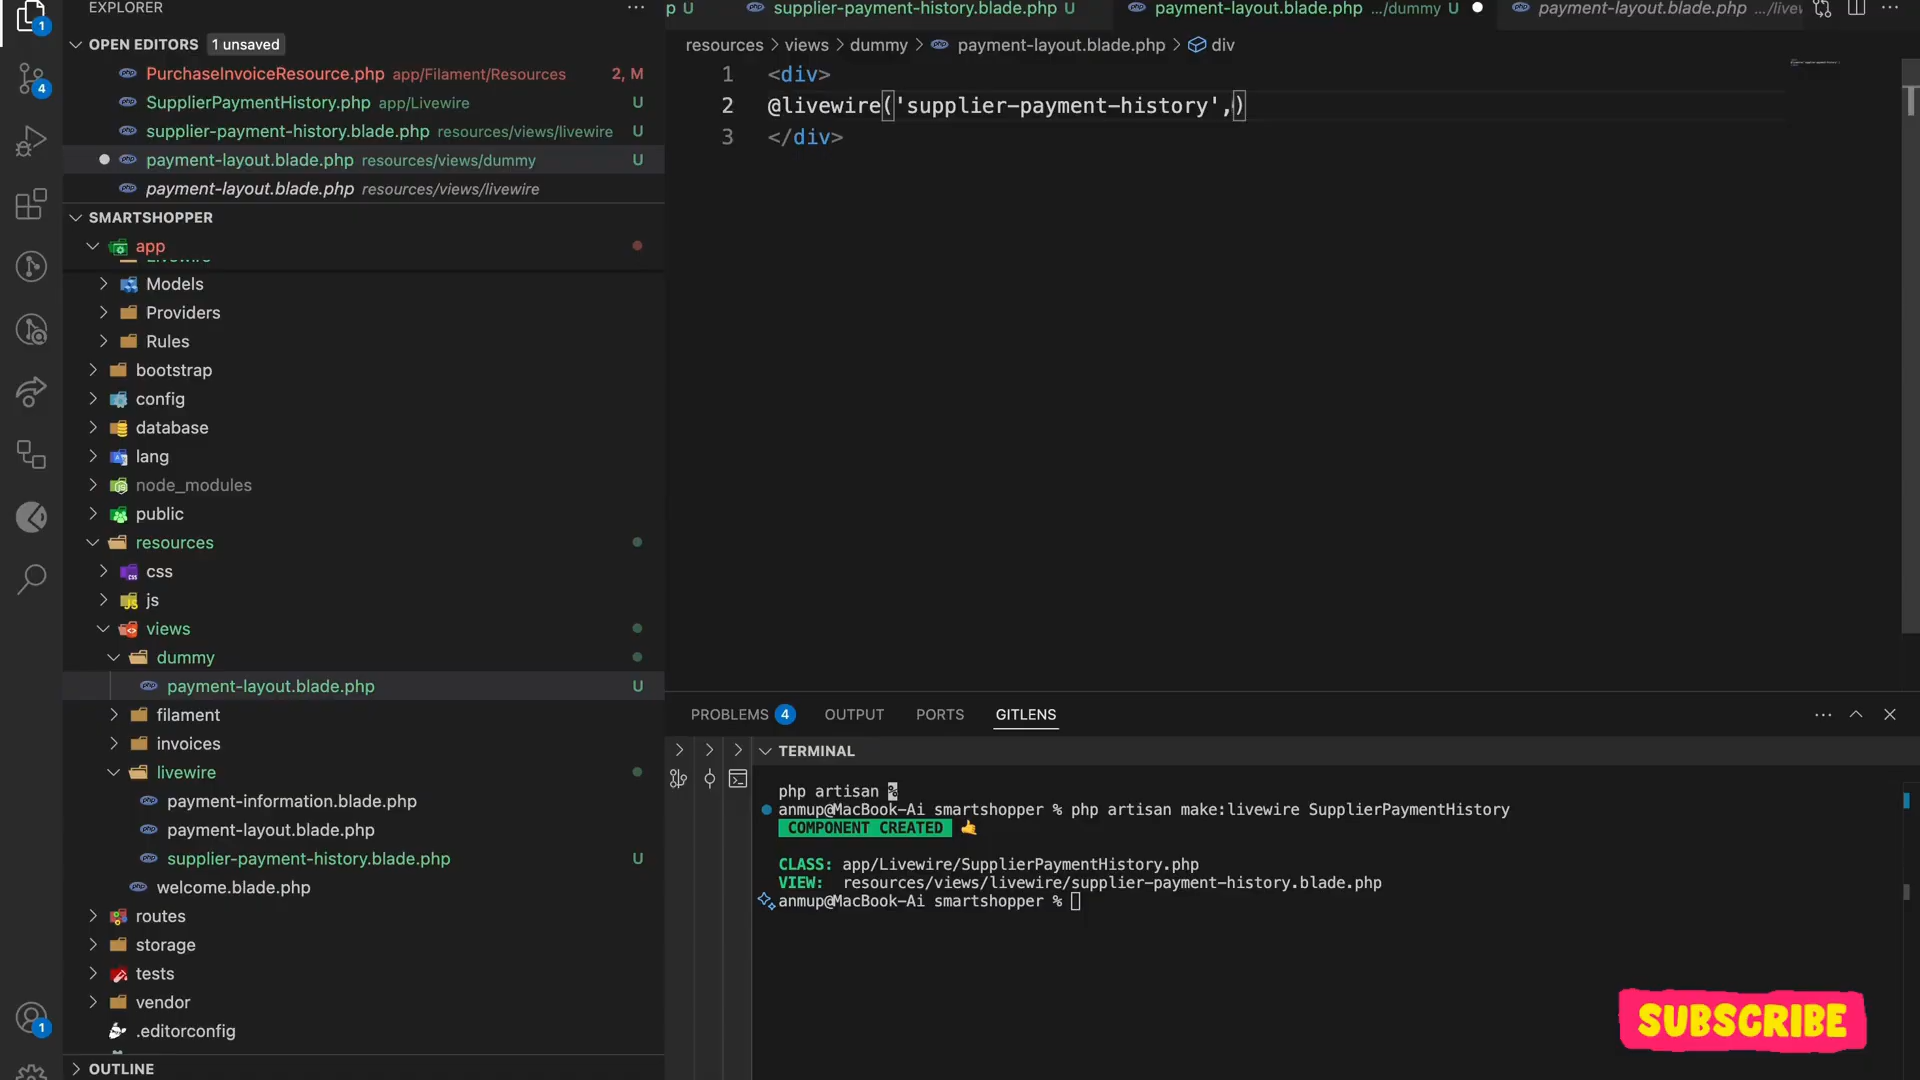 EXPLORER
OPEN EDITORS 1 unsaved
PurchaseInvoiceResource.php app/Filament/Resources 2, M
SupplierPaymentHistory.php app/Livewire U
supplier-payment-history.blade.php resources/views/livewire U
payment-layout.blade.php resources/views/dummy U
payment-layout.blade.php resources/views/livewire
SMARTSHOPPER
app
Livewire
Models
Providers
Rules
bootstrap
config
database
lang
node_modules
public
resources
css
js
views
dummy
payment-layout.blade.php U
filament
invoices
livewire
payment-information.blade.php
payment-layout.blade.php
supplier-payment-history.blade.php U
welcome.blade.php
routes
storage
tests
vendor
.editorconfig
OUTLINE
1
4
1
p U supplier-payment-history.blade.php U payment-layout.blade.php .../dummy U payment-layout.blade.php
resources > views > dummy > payment-layout.blade.php > div
1 <div>
2 @livewire('supplier-payment-history',)
3 </div>
PROBLEMS 4 OUTPUT PORTS GITLENS
TERMINAL
php artisan %
anmup@MacBook-Ai smartshopper % php artisan make:livewire SupplierPaymentHistory
COMPONENT CREATED 🤙
CLASS: app/Livewire/SupplierPaymentHistory.php
VIEW: resources/views/livewire/supplier-payment-history.blade.php
anmup@MacBook-Ai smartshopper %
SUBSCRIBE